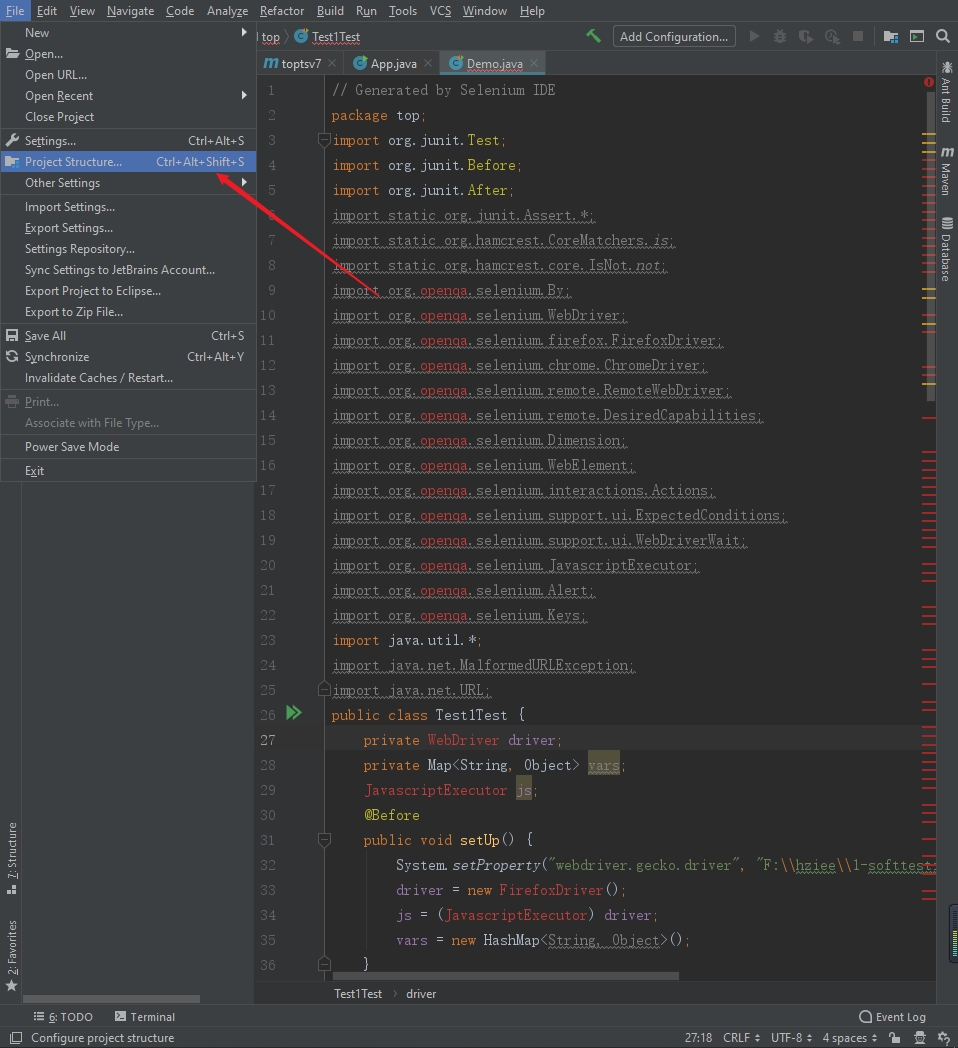 File Edit View Navigate Code Analyze Refactor Build Run Tools VCS Window Help
New
Open...
Open URL...
Open Recent
Close Project
Settings... Ctrl+Alt+S
Project Structure... Ctrl+Alt+Shift+S
Other Settings
Import Settings...
Export Settings...
Settings Repository...
Sync Settings to JetBrains Account...
Export Project to Eclipse...
Export to Zip File...
Save All Ctrl+S
Synchronize Ctrl+Alt+Y
Invalidate Caches / Restart...
Print...
Associate with File Type...
Power Save Mode
Exit
top Test1Test Add Configuration...
m toptsv7 App.java Demo.java
1 // Generated by Selenium IDE
2 package top;
3 import org.junit.Test;
4 import org.junit.Before;
5 import org.junit.After;
6 import static org.junit.Assert.*;
7 import static org.hamcrest.CoreMatchers.is;
8 import static org.hamcrest.core.IsNot.not;
9 import org.openqa.selenium.By;
10 import org.openqa.selenium.WebDriver;
11 import org.openqa.selenium.firefox.FirefoxDriver;
12 import org.openqa.selenium.chrome.ChromeDriver;
13 import org.openqa.selenium.remote.RemoteWebDriver;
14 import org.openqa.selenium.remote.DesiredCapabilities;
15 import org.openqa.selenium.Dimension;
16 import org.openqa.selenium.WebElement;
17 import org.openqa.selenium.interactions.Actions;
18 import org.openqa.selenium.support.ui.ExpectedConditions;
19 import org.openqa.selenium.support.ui.WebDriverWait;
20 import org.openqa.selenium.JavascriptExecutor;
21 import org.openqa.selenium.Alert;
22 import org.openqa.selenium.Keys;
23 import java.util.*;
24 import java.net.MalformedURLException;
25 import java.net.URL;
26 public class Test1Test {
27 private WebDriver driver;
28 private Map<String, Object> vars;
29 JavascriptExecutor js;
30 @Before
31 public void setUp() {
32 System.setProperty("webdriver.gecko.driver", "F:\\hziee\\1-softtest
33 driver = new FirefoxDriver();
34 js = (JavascriptExecutor) driver;
35 vars = new HashMap<String, Object>();
36 }
Test1Test › driver
Ant Build
m Maven
Database
7: Structure
2: Favorites
6: TODO Terminal Event Log
Configure project structure 27:18 CRLF UTF-8 4 spaces